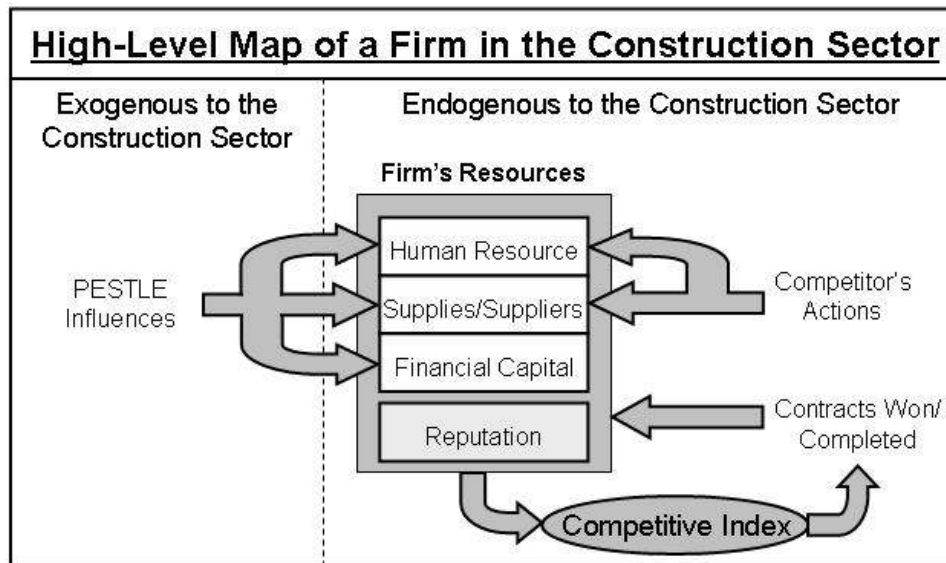 High-Level Map of a Firm in the Construction Sector
Exogenous to the
Construction Sector
Endogenous to the Construction Sector
Firm's Resources
PESTLE
Influences
Human Resource
Supplies/Suppliers
Financial Capital
Reputation
Competitor's
Actions
Contracts Won/
Completed
Competitive Index